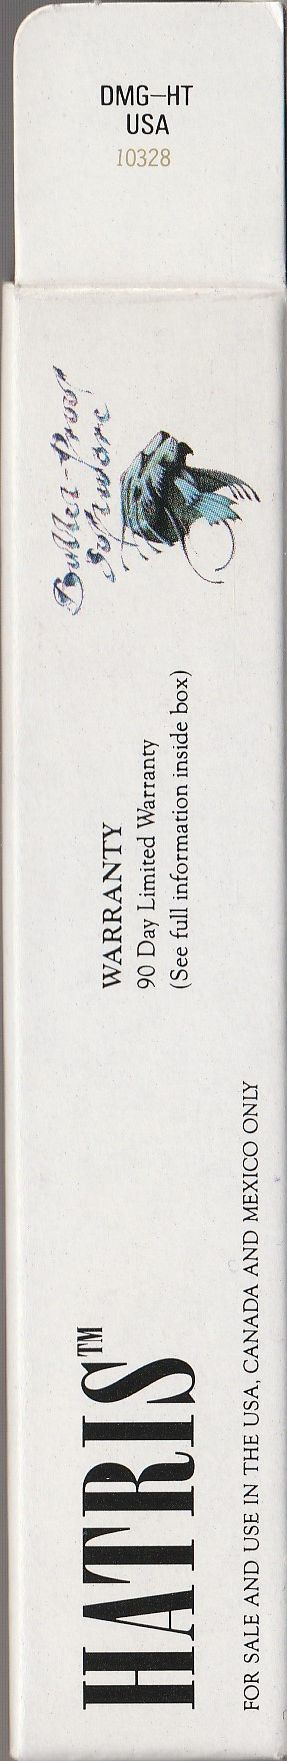 DMG-HT
USA
10328
Bullet-Proof
Software
WARRANTY
90 Day Limited Warranty
(See full information inside box)
HATRIS™
FOR SALE AND USE IN THE USA, CANADA AND MEXICO ONLY